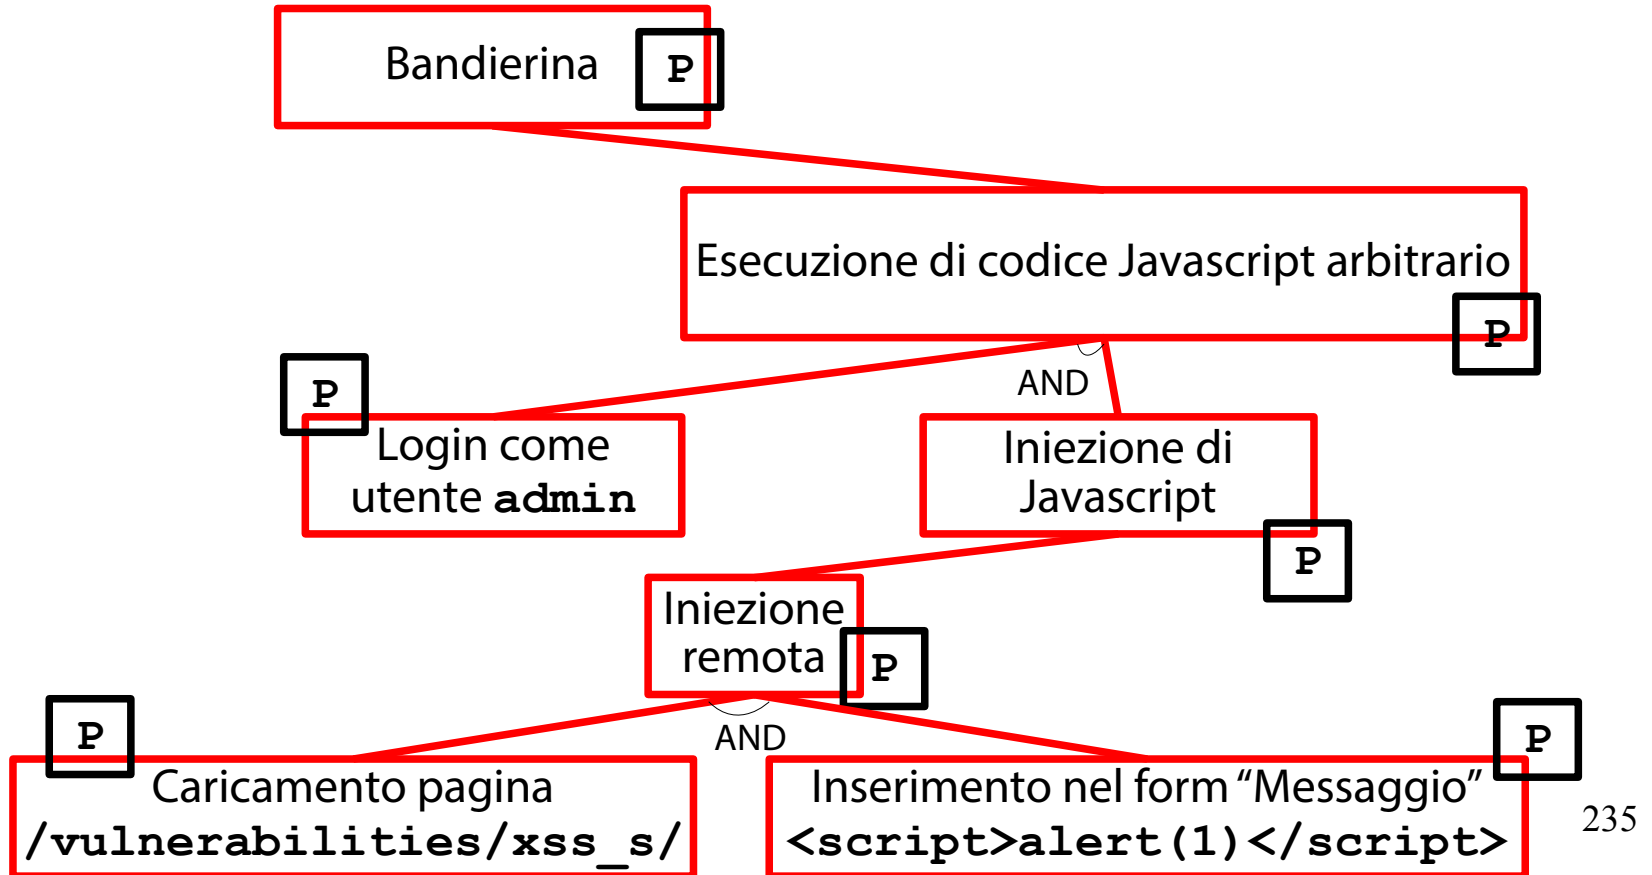 Bandierina
P
Esecuzione di codice Javascript arbitrario
P
AND
P
Login come
utente admin
Iniezione di
Javascript
P
Iniezione
remota
P
AND
P
Caricamento pagina
/vulnerabilities/xss_s/
P
Inserimento nel form “Messaggio”
<script>alert(1)</script>
235